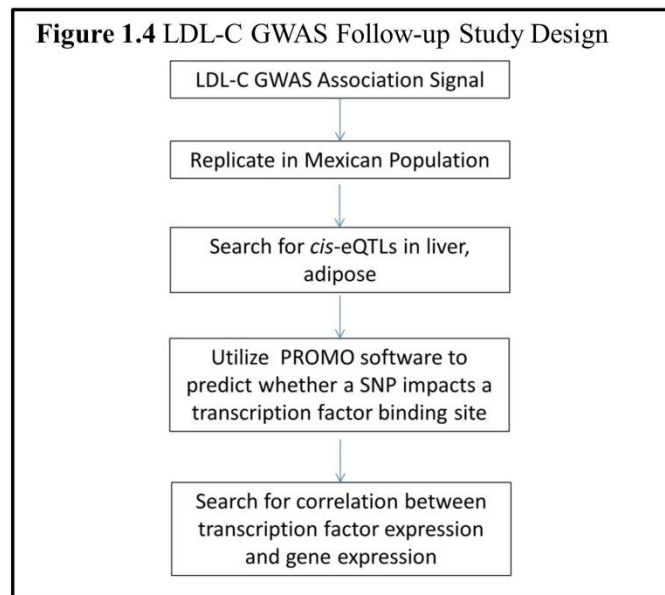 Figure 1.4 LDL-C GWAS Follow-up Study Design
LDL-C GWAS Association Signal
Replicate in Mexican Population
Search for cis-eQTLs in liver,
adipose
Utilize PROMO software to
predict whether a SNP impacts a
transcription factor binding site
Search for correlation between
transcription factor expression
and gene expression